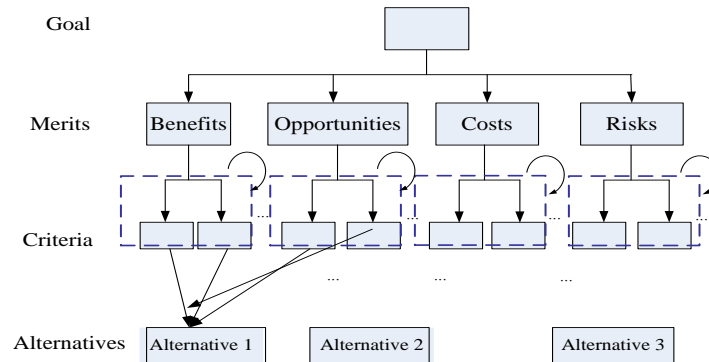 Goal
Merits
Benefits
Opportunities
Costs
Risks
...
...
...
...
Criteria
...
...
...
Alternatives
Alternative 1
Alternative 2
Alternative 3